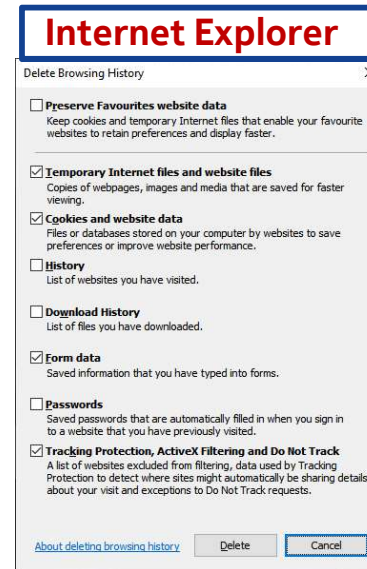 Internet Explorer
Delete Browsing History
Preserve Favourites website data
Keep cookies and temporary Internet files that enable your favourite
websites to retain preferences and display faster.
Temporary Internet files and website files
Copies of webpages, images and media that are saved for faster
viewing.
Cookies and website data
Files or databases stored on your computer by websites to save
preferences or improve website performance.
History
List of websites you have visited.
Download History
List of files you have downloaded.
Form data
Saved information that you have typed into forms.
Passwords
Saved passwords that are automatically filled in when you sign in
to a website that you have previously visited.
Tracking Protection, ActiveX Filtering and Do Not Track
A list of websites excluded from filtering, data used by Tracking
Protection to detect where sites might automatically be sharing details
about your visit and exceptions to Do Not Track requests.
About deleting browsing history Delete Cancel